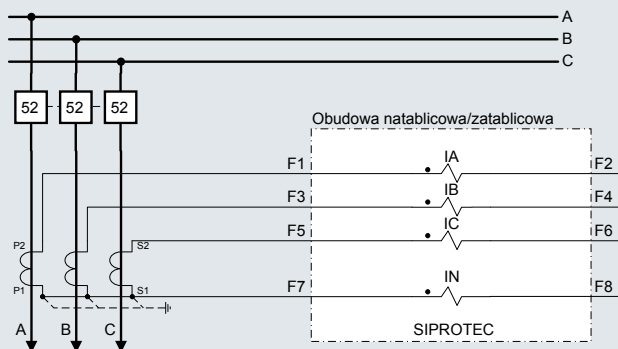 A
B
C
52 52 52
Obudowa natablicowa/zatablicowa
F1 IA F2
F3 IB F4
F5 IC F6
P2 S2
P1 S1
F7 IN F8
A B C
SIPROTEC